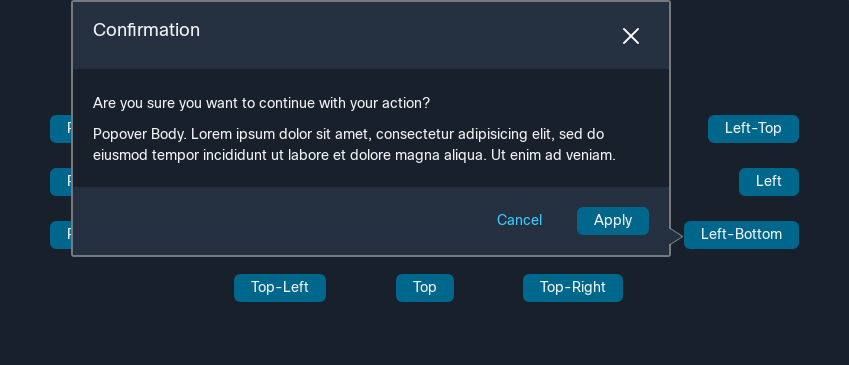 Confirmation
Are you sure you want to continue with your action?
Popover Body. Lorem ipsum dolor sit amet, consectetur adipisicing elit, sed do
eiusmod tempor incididunt ut labore et dolore magna aliqua. Ut enim ad veniam.
Cancel
Apply
Left-Top
Left
Left-Bottom
Top-Left
Top
Top-Right